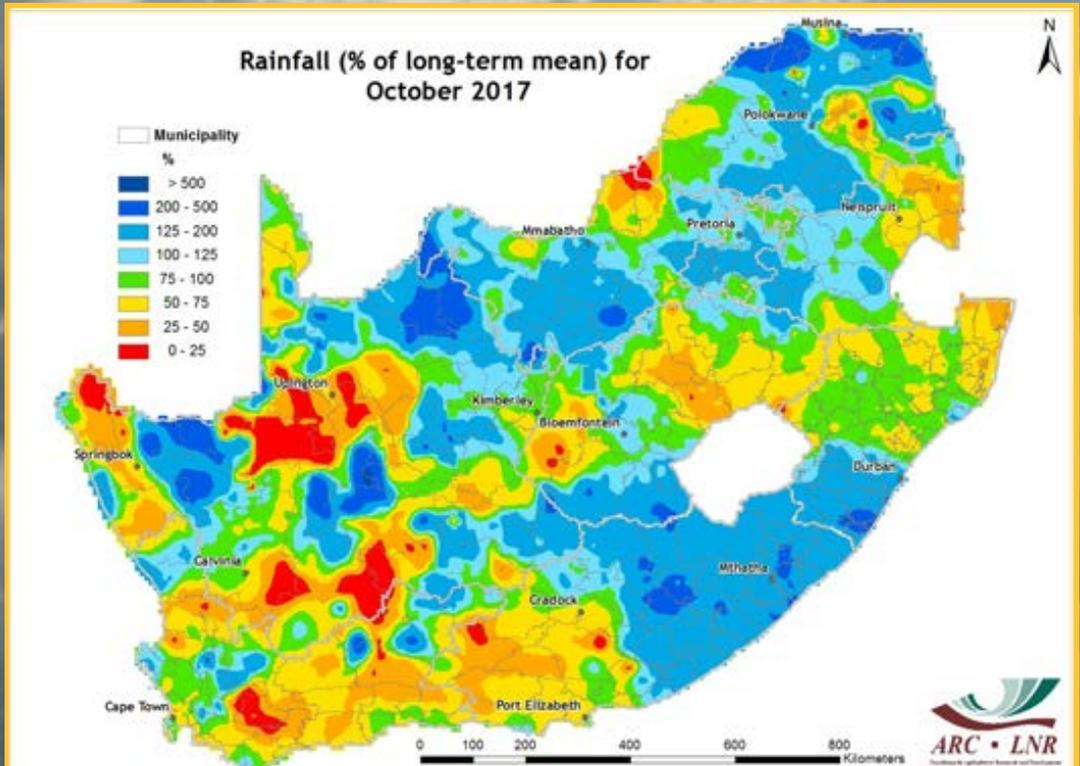 Rainfall (% of long-term mean) for
October 2017
N
Municipality
%
> 500
200 - 500
125 - 200
100 - 125
75 - 100
50 - 75
25 - 50
0 - 25
Musina
Polokwane
Nelspruit
Pretoria
Mmabatho
Upington
Kimberley
Bloemfontein
Springbok
Durban
Calvinia
Mthatha
Cradock
Cape Town
Port Elizabeth
0 100 200 400 600 800
Kilometers
ARC • LNR